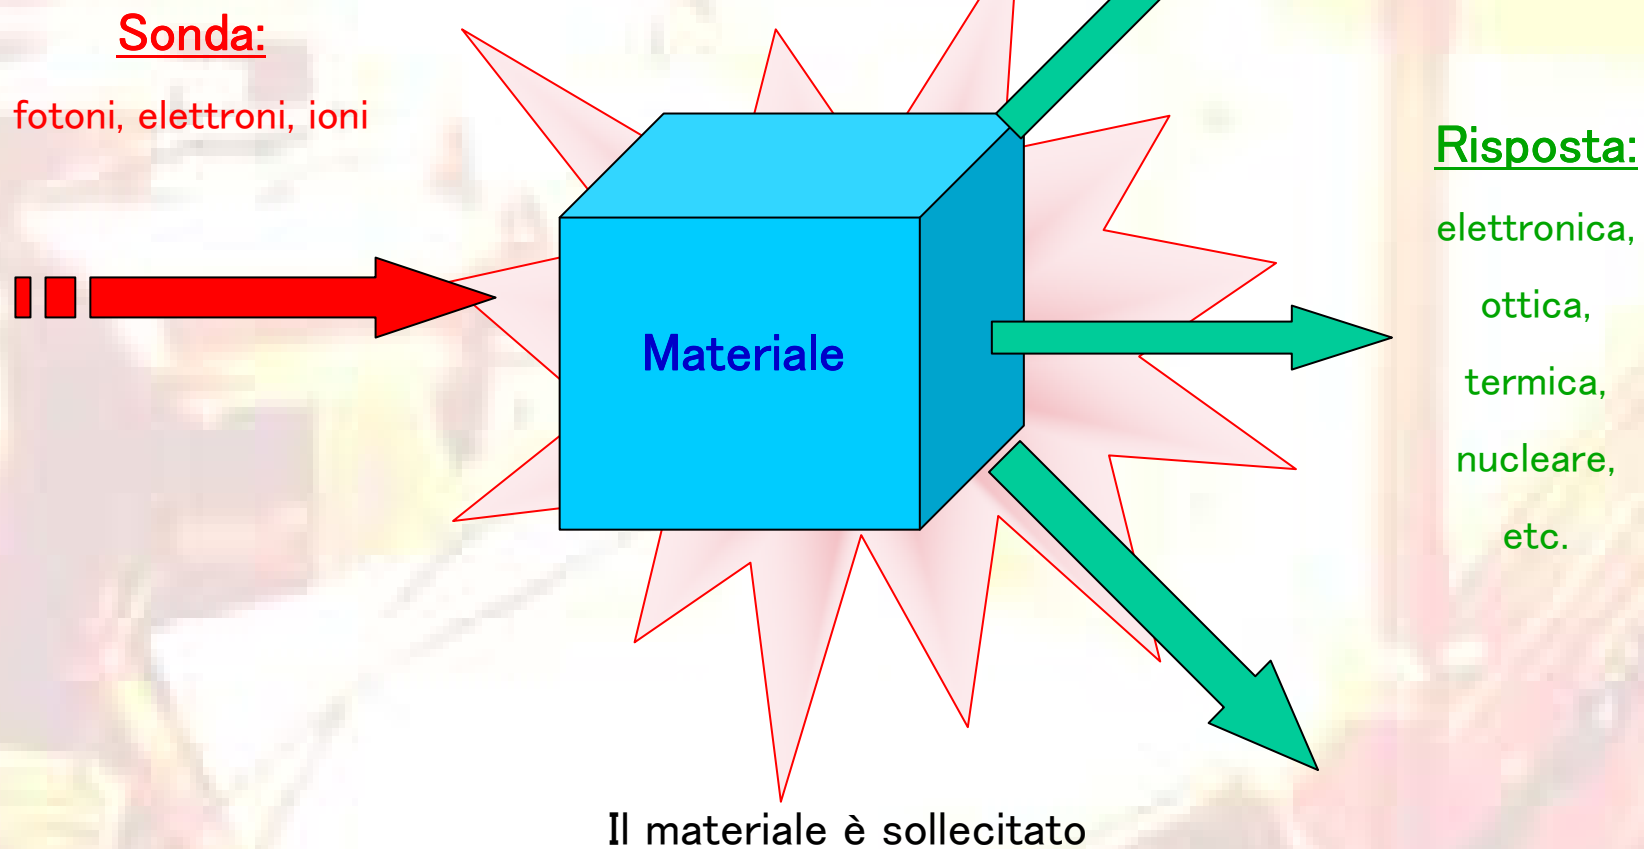 Sonda:
fotoni, elettroni, ioni
Materiale
Risposta:
elettronica,
ottica,
termica,
nucleare,
etc.
Il materiale è sollecitato